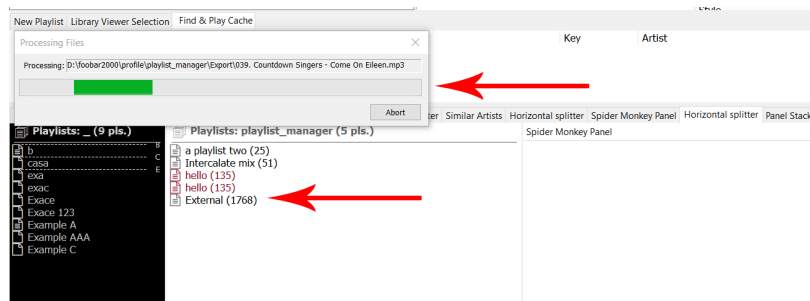 Style
New Playlist Library Viewer Selection Find & Play Cache
Processing Files
Key Artist
Processing: D:\foobar2000\profile\playlist_manager\Export\039. Countdown Singers - Come On Eileen.mp3
Abort
Similar Artists Horizontal splitter Spider Monkey Panel Horizontal splitter Panel Stack
Playlists: _ (9 pls.)
Playlists: playlist_manager (5 pls.)
Spider Monkey Panel
B
b
C
casa
E
exa
exac
Exace
Exace 123
Example A
Example AAA
Example C
a playlist two (25)
Intercalate mix (51)
hello (135)
hello (135)
External (1768)